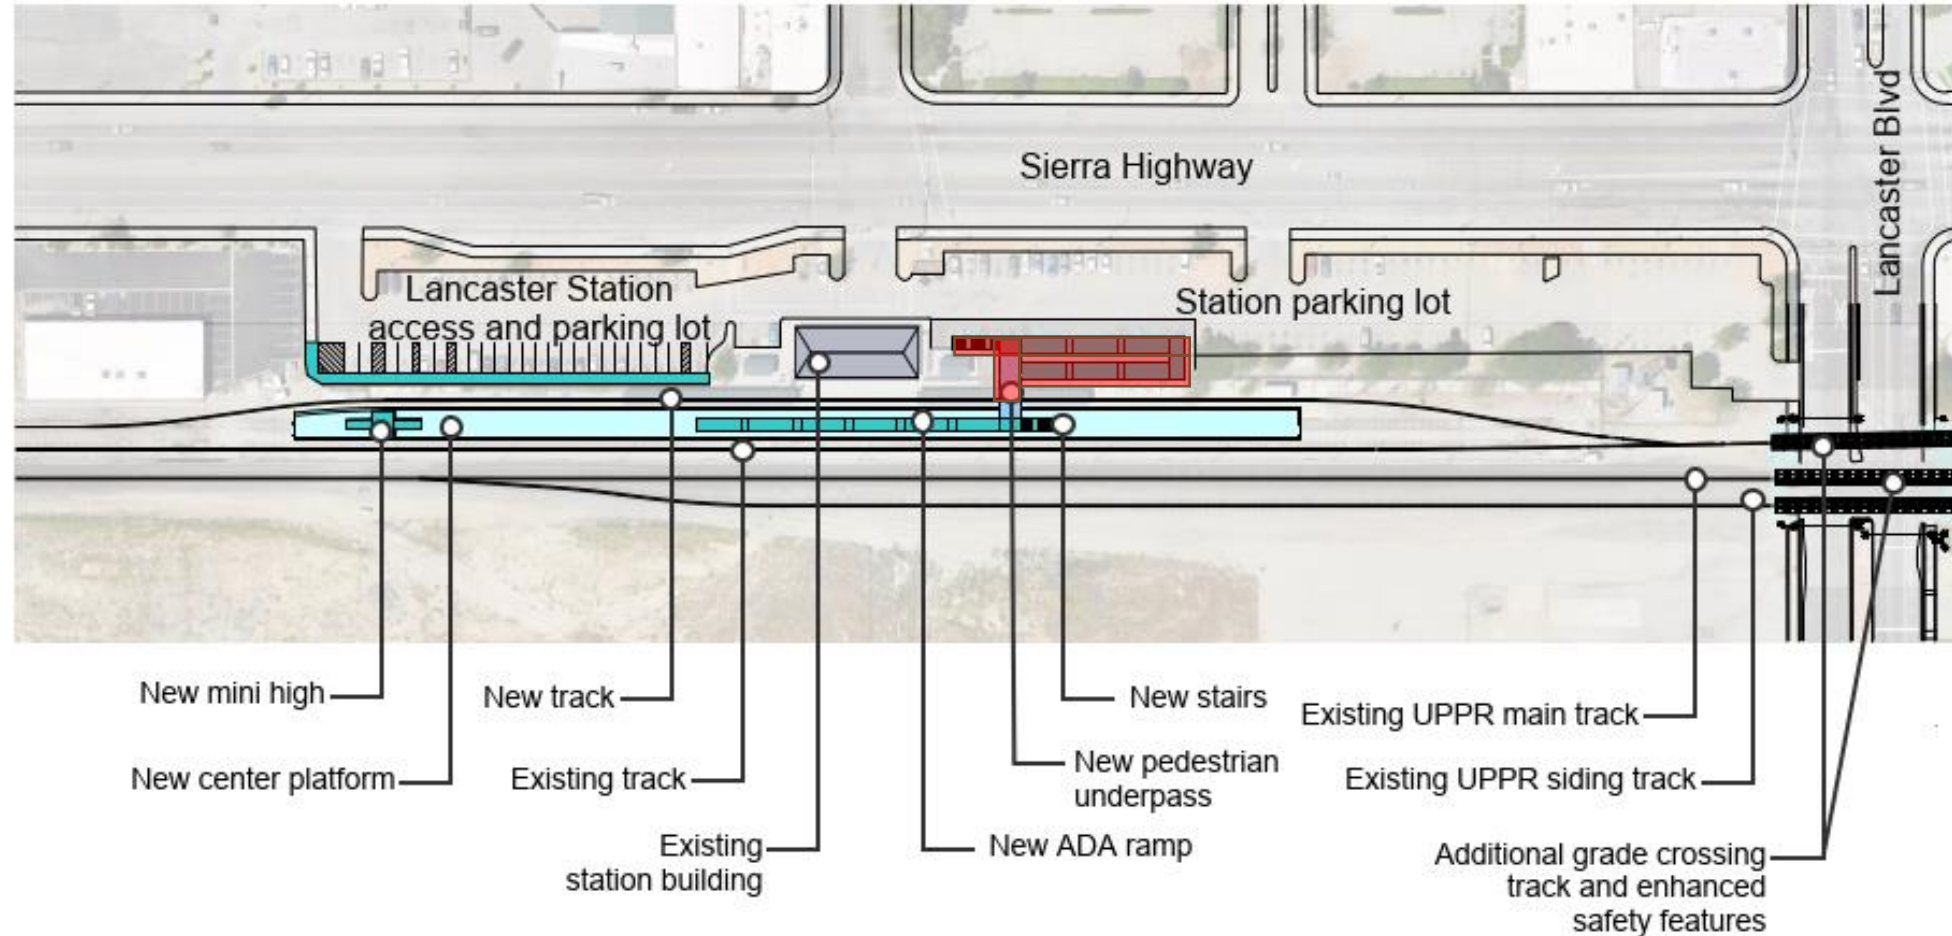 Sierra Highway
Lancaster Blvd
Lancaster Station
access and parking lot
Station parking lot
New mini high
New track
New stairs
Existing UPPR main track
New center platform
Existing track
New pedestrian
underpass
Existing UPPR siding track
Existing
station building
New ADA ramp
Additional grade crossing
track and enhanced
safety features